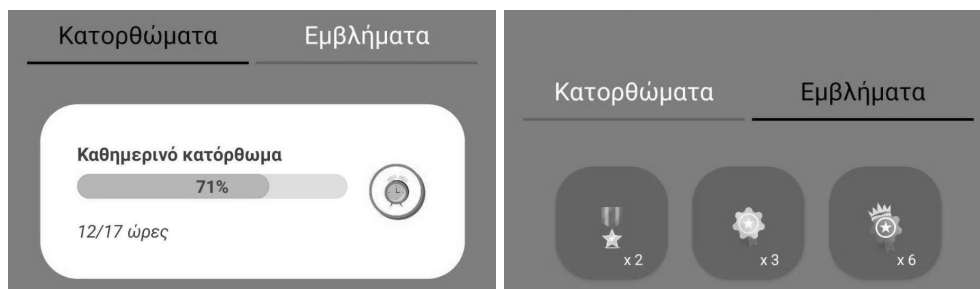 Κατορθώματα Εμβλήματα
Καθημερινό κατόρθωμα
71%
12/17 ώρες
Κατορθώματα Εμβλήματα
x 2 x 3 x 6